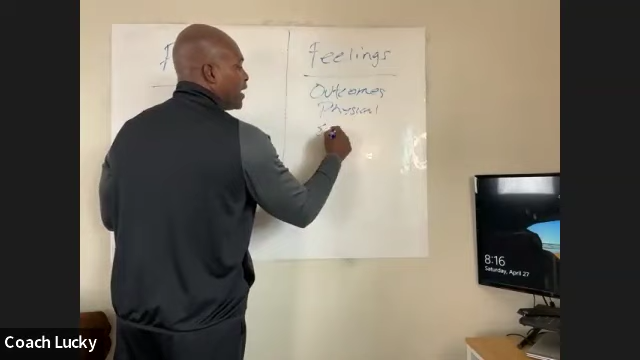 Feelings
Outcomes
Physical
8:16
Saturday, April 27
Coach Lucky